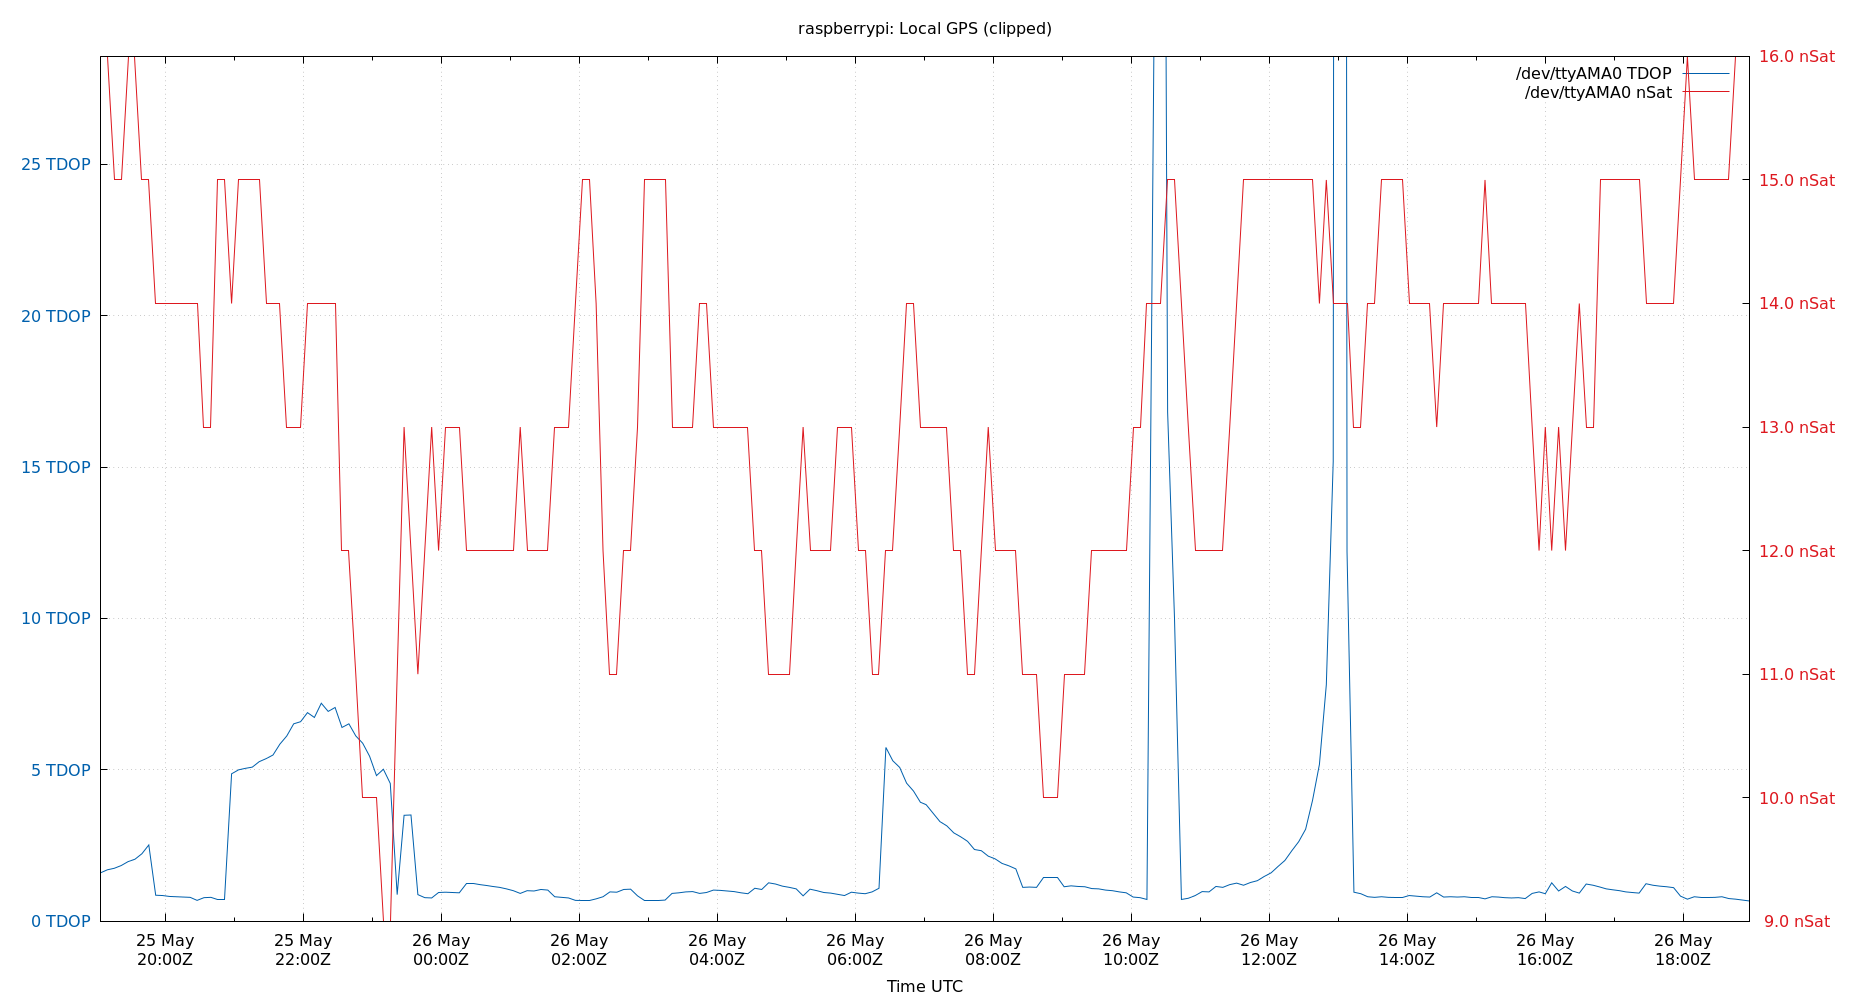 raspberrypi: Local GPS (clipped)
/dev/ttyAMA0 TDOP
/dev/ttyAMA0 nSat
25 TDOP
20 TDOP
15 TDOP
10 TDOP
5 TDOP
0 TDOP
16.0 nSat
15.0 nSat
14.0 nSat
13.0 nSat
12.0 nSat
11.0 nSat
10.0 nSat
9.0 nSat
25 May 20:00Z
25 May 22:00Z
26 May 00:00Z
26 May 02:00Z
26 May 04:00Z
26 May 06:00Z
26 May 08:00Z
26 May 10:00Z
26 May 12:00Z
26 May 14:00Z
26 May 16:00Z
26 May 18:00Z
Time UTC